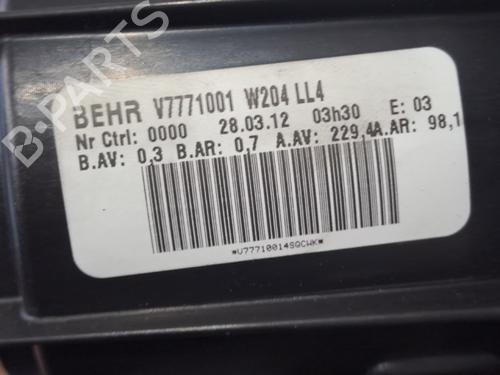 BEHR V7771001 W204 LL4
Nr Ctrl: 0000 28.03.12 03h30 E: 03
B.AV: 0,3 B.AR: 0,7 A.AV: 229,4A.AR: 98,1
*V77710014SQCWK*
B-PARTS